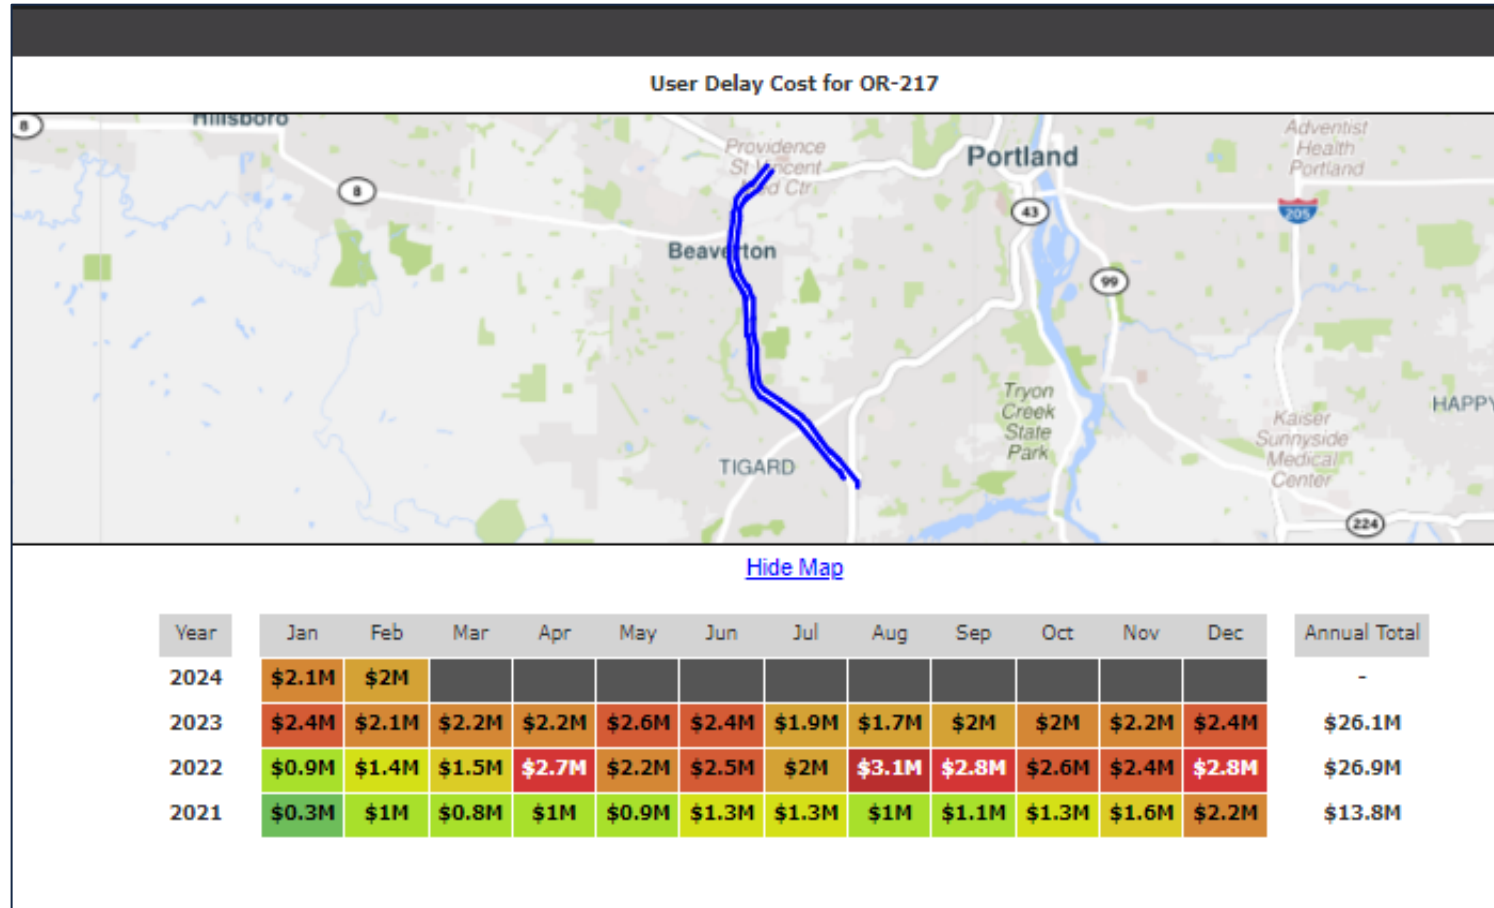 User Delay Cost for OR-217
Hillsboro
8
8
Providence
St Vincent
Med Ctr
Portland
Adventist
Health
Portland
43
205
Beaverton
99
Tryon
Creek
State
Park
HAPPY
Kaiser
Sunnyside
Medical
Center
TIGARD
224
Hide Map
Year Jan Feb Mar Apr May Jun Jul Aug Sep Oct Nov Dec Annual Total
2024 $2.1M $2M -
2023 $2.4M $2.1M $2.2M $2.2M $2.6M $2.4M $1.9M $1.7M $2M $2M $2.2M $2.4M $26.1M
2022 $0.9M $1.4M $1.5M $2.7M $2.2M $2.5M $2M $3.1M $2.8M $2.6M $2.4M $2.8M $26.9M
2021 $0.3M $1M $0.8M $1M $0.9M $1.3M $1.3M $1M $1.1M $1.3M $1.6M $2.2M $13.8M